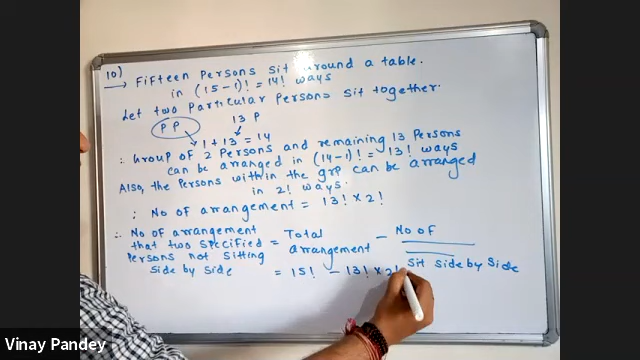 10)
→ Fifteen Persons sit around a table.
in (15-1)! = 14! ways
Let two Particular Persons sit together.
P P 13 P
1 + 13 = 14
∴ Group of 2 Persons and remaining 13 Persons
can be arranged in (14-1)! = 13! ways
Also, the Persons within the grp can be arranged
in 2! ways.
∴ No of arrangement = 13! × 2!
∴ No of arrangement that two specified Persons not sitting side by side = Total arrangement - No of
sit side by side
= 15! - 13! × 2!
Vinay Pandey